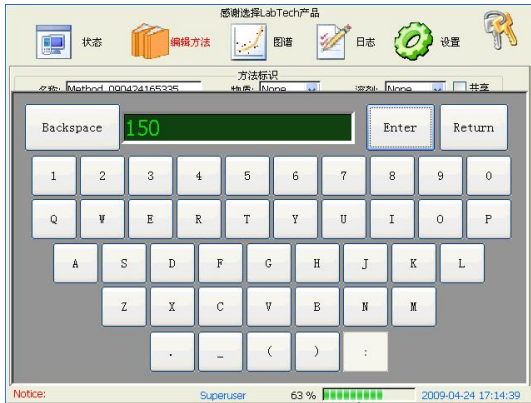 感谢选择LabTech产品
状态 编辑方法 图谱 日志 设置
方法标识
名称: Method_090424165335 物质: None 溶剂: None 共享
Backspace 150 Enter Return
1 2 3 4 5 6 7 8 9 0
Q W E R T Y U I O P
A S D F G H J K L
Z X C V B N M
. _ ( ) :
Notice: Superuser 63 % 2009-04-24 17:14:39